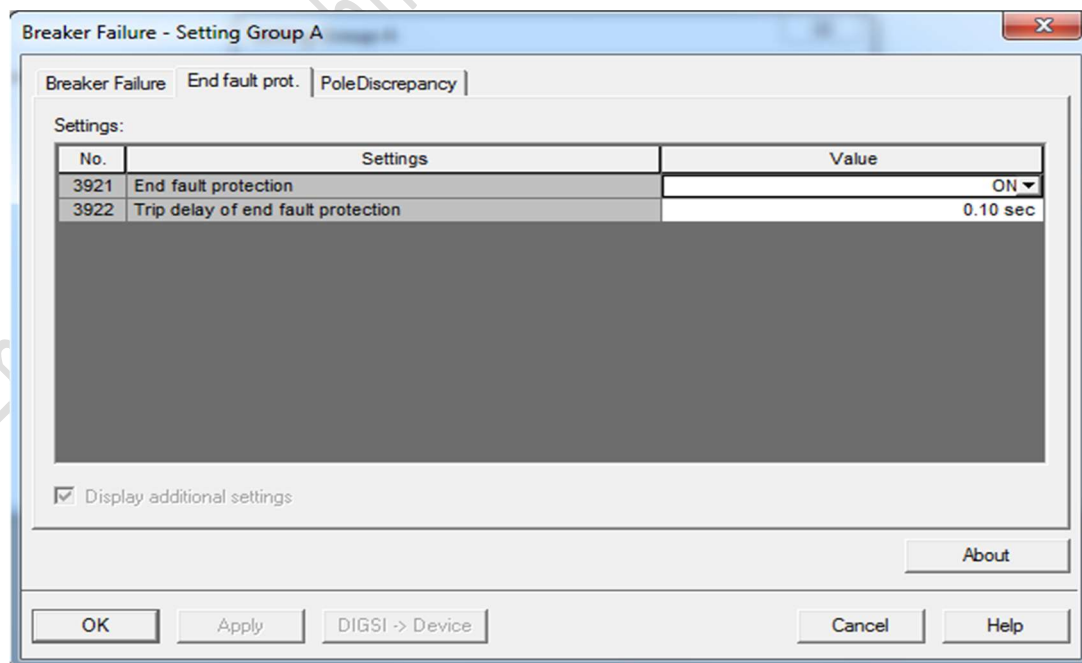 Breaker Failure - Setting Group A
Breaker Failure End fault prot. PoleDiscrepancy
Settings:
No. Settings Value
3921 End fault protection ON
3922 Trip delay of end fault protection 0.10 sec
Display additional settings
About
OK Apply DIGSI -> Device Cancel Help